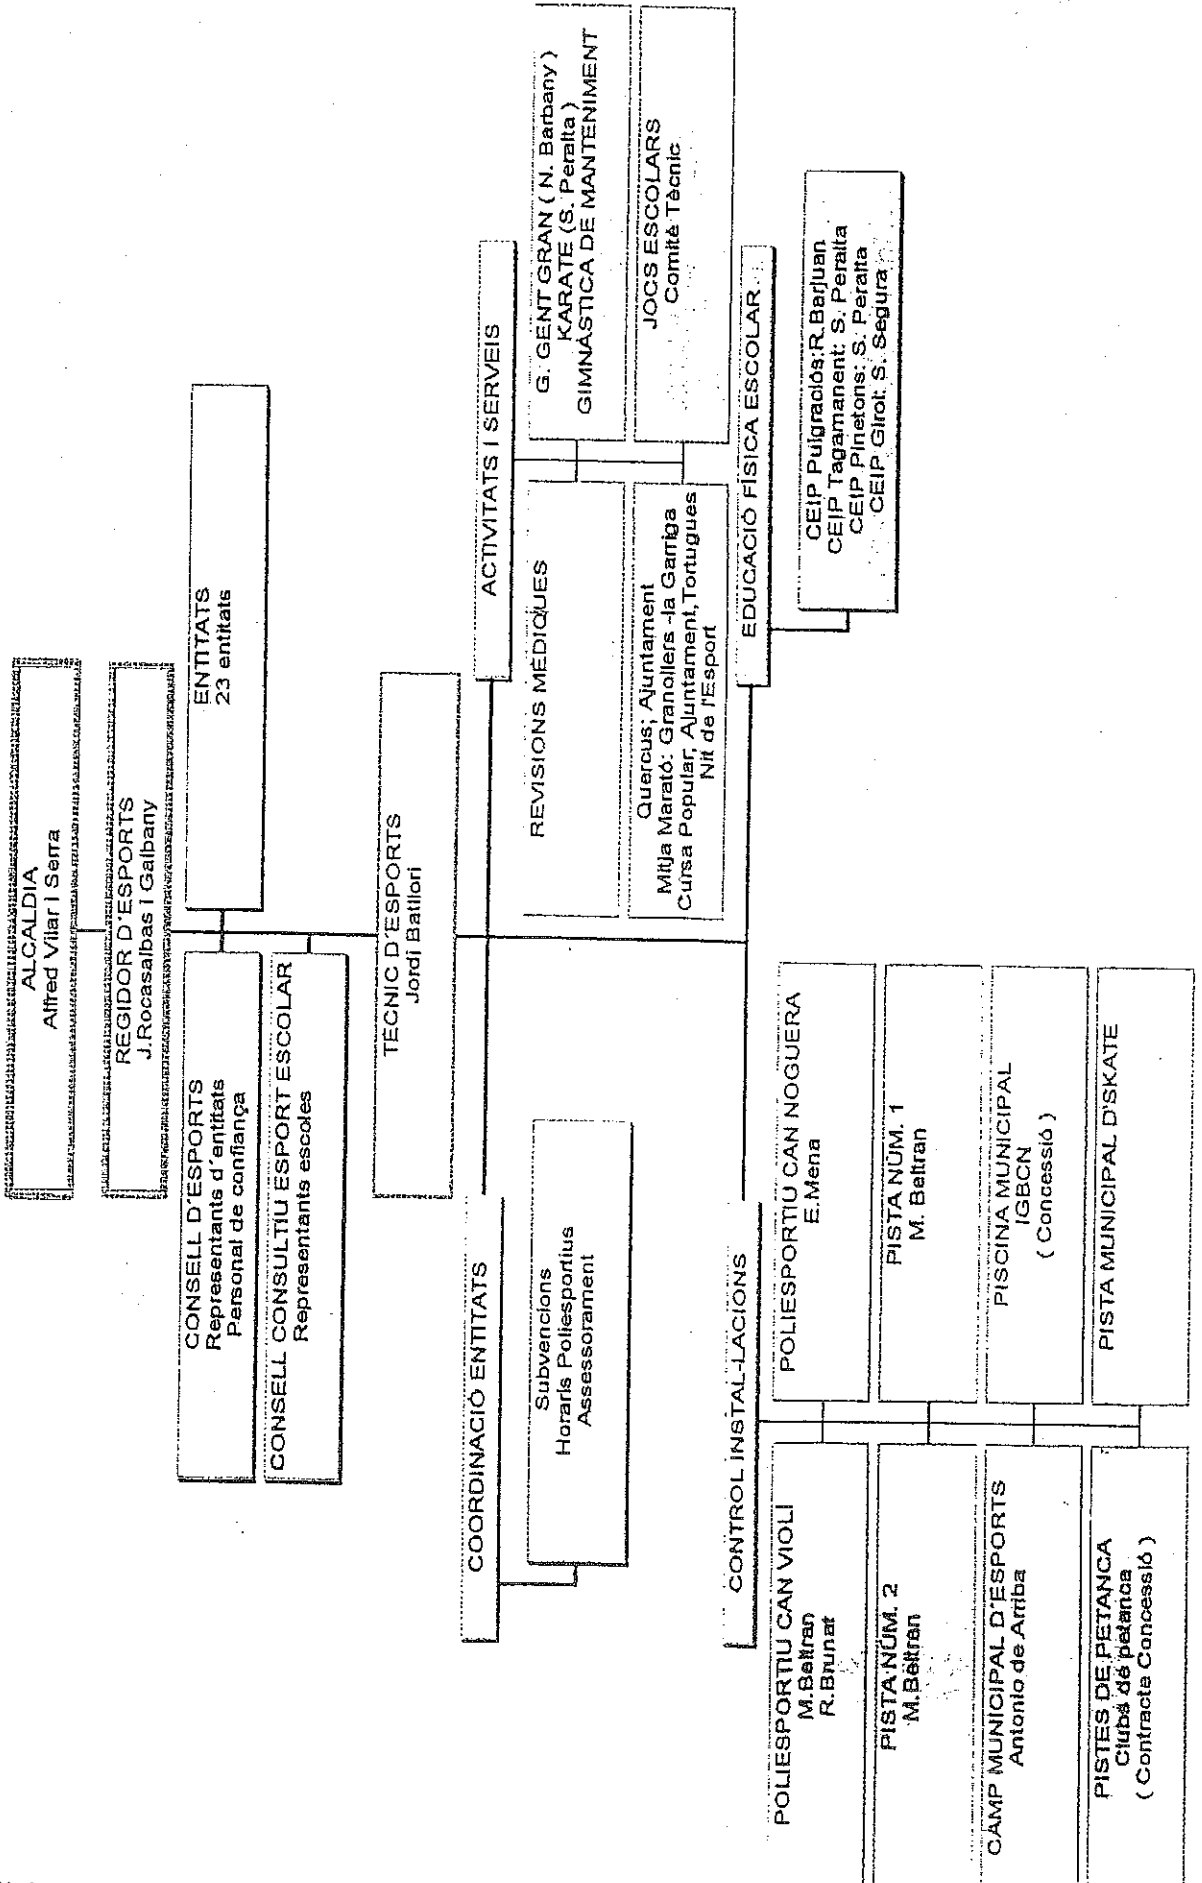 ALCALDIA
Alfred Vilar I Serra
REGIDOR D'ESPORTS
J.Rocasalbas i Galbany
CONSELL D'ESPORTS
Representants d'entitats
Personal de confiança
ENTITATS
23 entitats
CONSELL CONSULTIU ESPORT ESCOLAR
Representants escoles
TÈCNIC D'ESPORTS
Jordi Batllori
COORDINACIÓ ENTITATS
Subvencions
Horaris Poliesportius
Assessorament
ACTIVITATS I SERVEIS
REVISIONS MÈDIQUES
G. GENT GRAN ( N. Barbany )
KARATE (S. Peralta )
GIMNÀSTICA DE MANTENIMENT
Quercus; Ajuntament
Mitja Marató: Granollers -la Garriga
Cursa Popular; Ajuntament,Tortugues
Nit de l'Esport
JOCS ESCOLARS
Comitè Tècnic
CONTROL INSTAL·LACIONS
POLIESPORTIU CAN VIOLÍ
M.Beltran
R.Brunat
POLIESPORTIU CAN NOGUERA
E.Mena
PISTA NÚM. 2
M.Beltran
PISTA NÚM. 1
M. Beltran
CAMP MUNICIPAL D'ESPORTS
Antonio de Arriba
PISCINA MUNICIPAL
IGBCN
( Concessió )
PISTES DE PETANCA
Clubs de petanca
( Contracte Concessió )
PISTA MUNICIPAL D'SKATE
EDUCACIÓ FÍSICA ESCOLAR
CEIP Puigraciós:R.Barjuan
CEIP Tagamanent: S. Peralta
CEIP Pinetons: S. Peralta
CEIP Girot: S. Segura